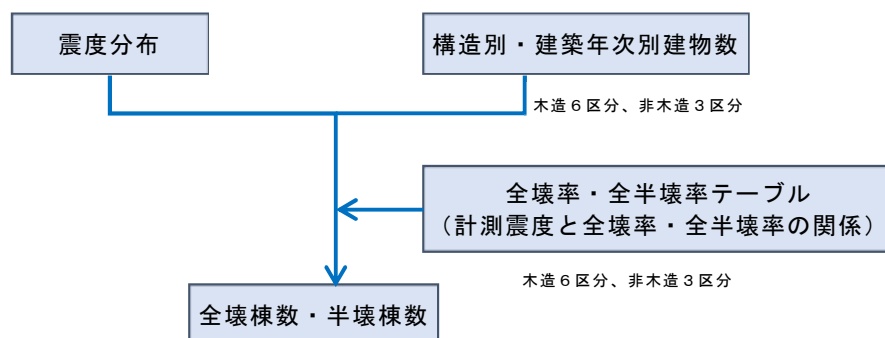 震度分布
構造別・建築年次別建物数
木造６区分、非木造３区分
全壊率・全半壊率テーブル
（計測震度と全壊率・全半壊率の関係）
木造６区分、非木造３区分
全壊棟数・半壊棟数